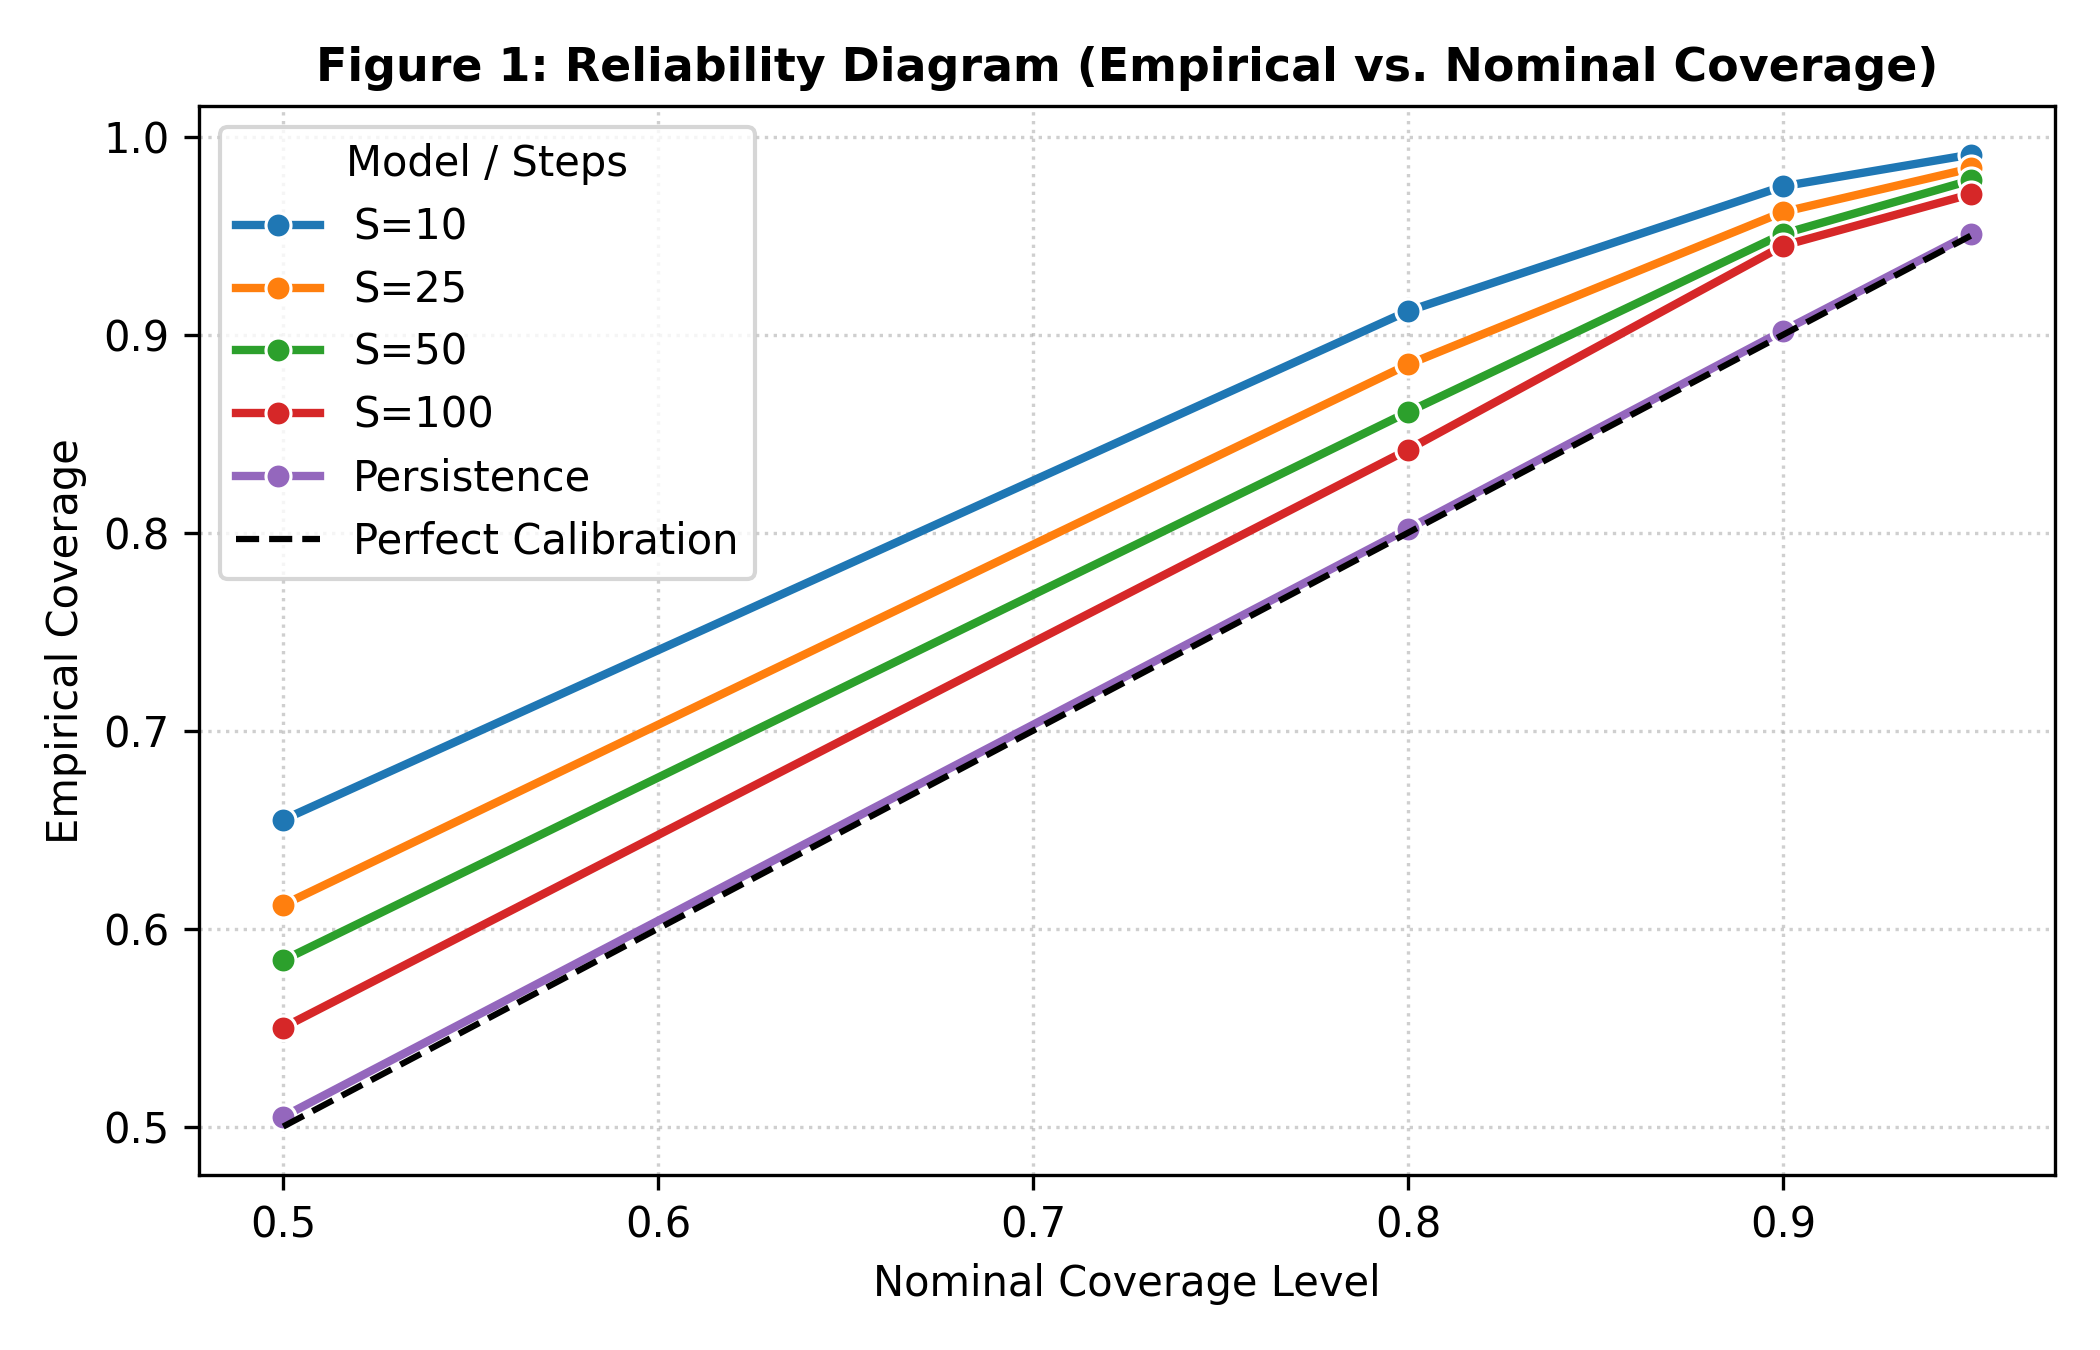 Figure 1: Reliability Diagram (Empirical vs. Nominal Coverage)
Model / Steps
S=10
S=25
S=50
S=100
Persistence
Perfect Calibration
Empirical Coverage
1.0
0.9
0.8
0.7
0.6
0.5
0.5 0.6 0.7 0.8 0.9
Nominal Coverage Level